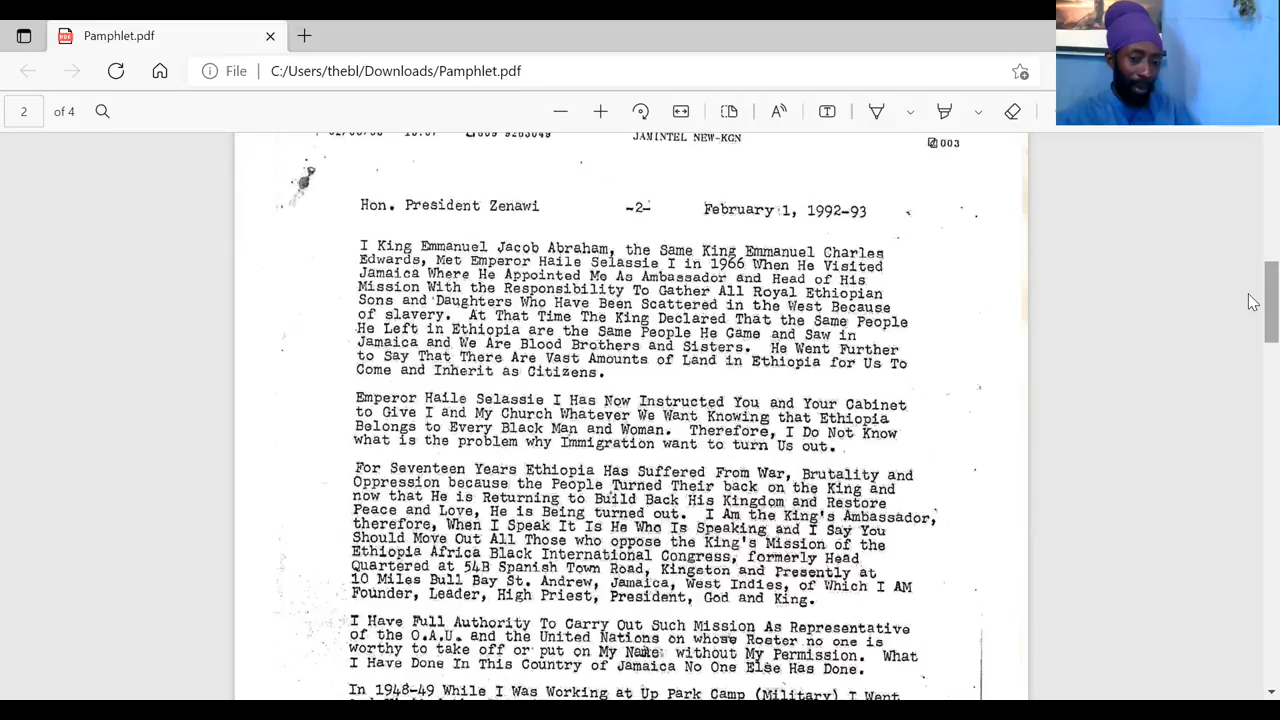 Pamphlet.pdf
File
C:/Users/thebl/Downloads/Pamphlet.pdf
2 of 4
JAMINTEL NEW-KGN
003
Hon. President Zenawi -2- February 1, 1992-93
I King Emmanuel Jacob Abraham, the Same King Emmanuel Charles
Edwards, Met Emperor Haile Selassie I in 1966 When He Visited
Jamaica Where He Appointed Me As Ambassador and Head of His
Mission With the Responsibility To Gather All Royal Ethiopian
Sons and Daughters Who Have Been Scattered in the West Because
of slavery. At That Time The King Declared That the Same People
He Left in Ethiopia are the Same People He Came and Saw in
Jamaica and We Are Blood Brothers and Sisters. He Went Further
to Say That There Are Vast Amounts of Land in Ethiopia for Us To
Come and Inherit as Citizens.
Emperor Haile Selassie I Has Now Instructed You and Your Cabinet
to Give I and My Church Whatever We Want Knowing that Ethiopia
Belongs to Every Black Man and Woman. Therefore, I Do Not Know
what is the problem why Immigration want to turn Us out.
For Seventeen Years Ethiopia Has Suffered From War, Brutality and
Oppression because the People Turned Their back on the King and
now that He is Returning to Build Back His Kingdom and Restore
Peace and Love, He is Being turned out. I Am the King's Ambassador,
therefore, When I Speak It Is He Who Is Speaking and I Say You
Should Move Out All Those who oppose the King's Mission of the
Ethiopia Africa Black International Congress, formerly Head
Quartered at 54B Spanish Town Road, Kingston and Presently at
10 Miles Bull Bay St. Andrew, Jamaica, West Indies, of Which I AM
Founder, Leader, High Priest, President, God and King.
I Have Full Authority To Carry Out Such Mission As Representative
of the O.A.U. and the United Nations on whose Roster no one is
worthy to take off or put on My Name without My Permission. What
I Have Done In This Country of Jamaica No One Else Has Done.
In 1948-49 While I Was Working at Up Park Camp (Military) I Went